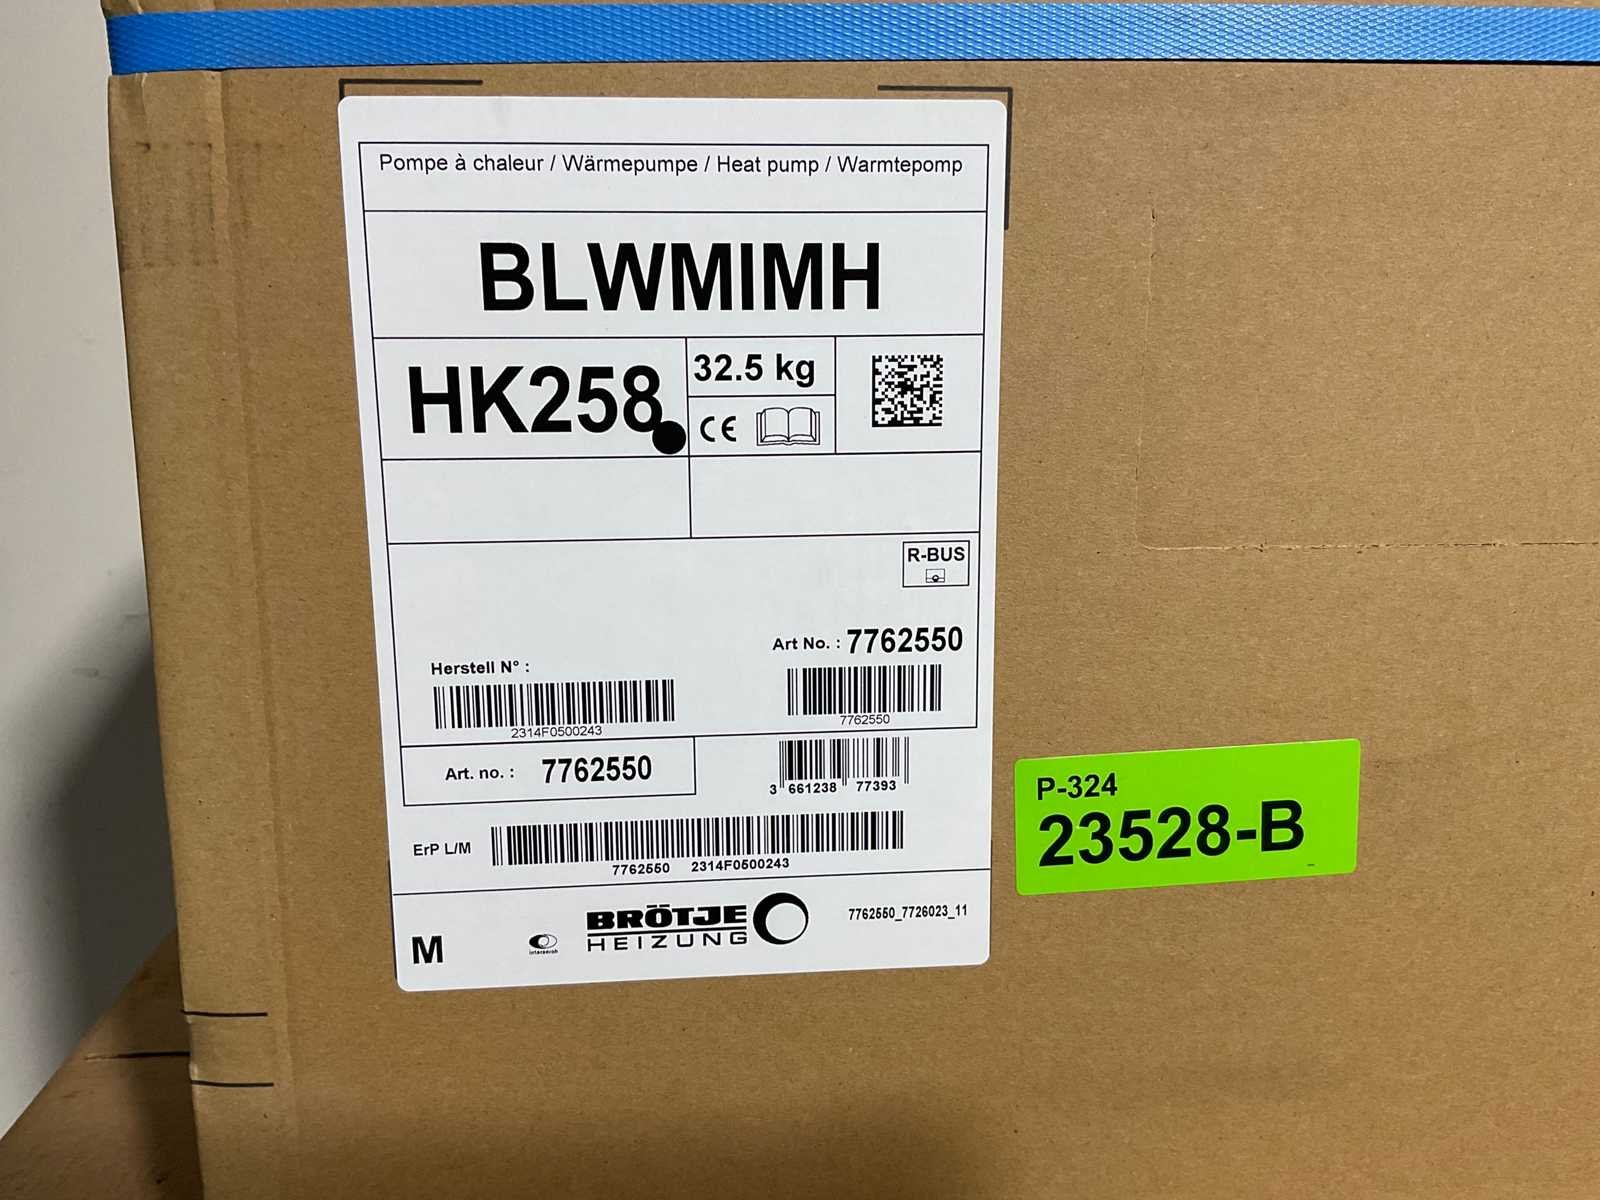 Pompe à chaleur / Wärmepumpe / Heat pump / Warmtepomp
BLWMIMH
HK258
32.5 kg
CE
R-BUS
Art No. : 7762550
Herstell N° :
2314F0500243
7762550
Art. no. : 7762550
3 661238 77393
ErP L/M
7762550 2314F0500243
M
interseroh
BRÖTJE
HEIZUNG
7762550_7726023_11
P-324
23528-B